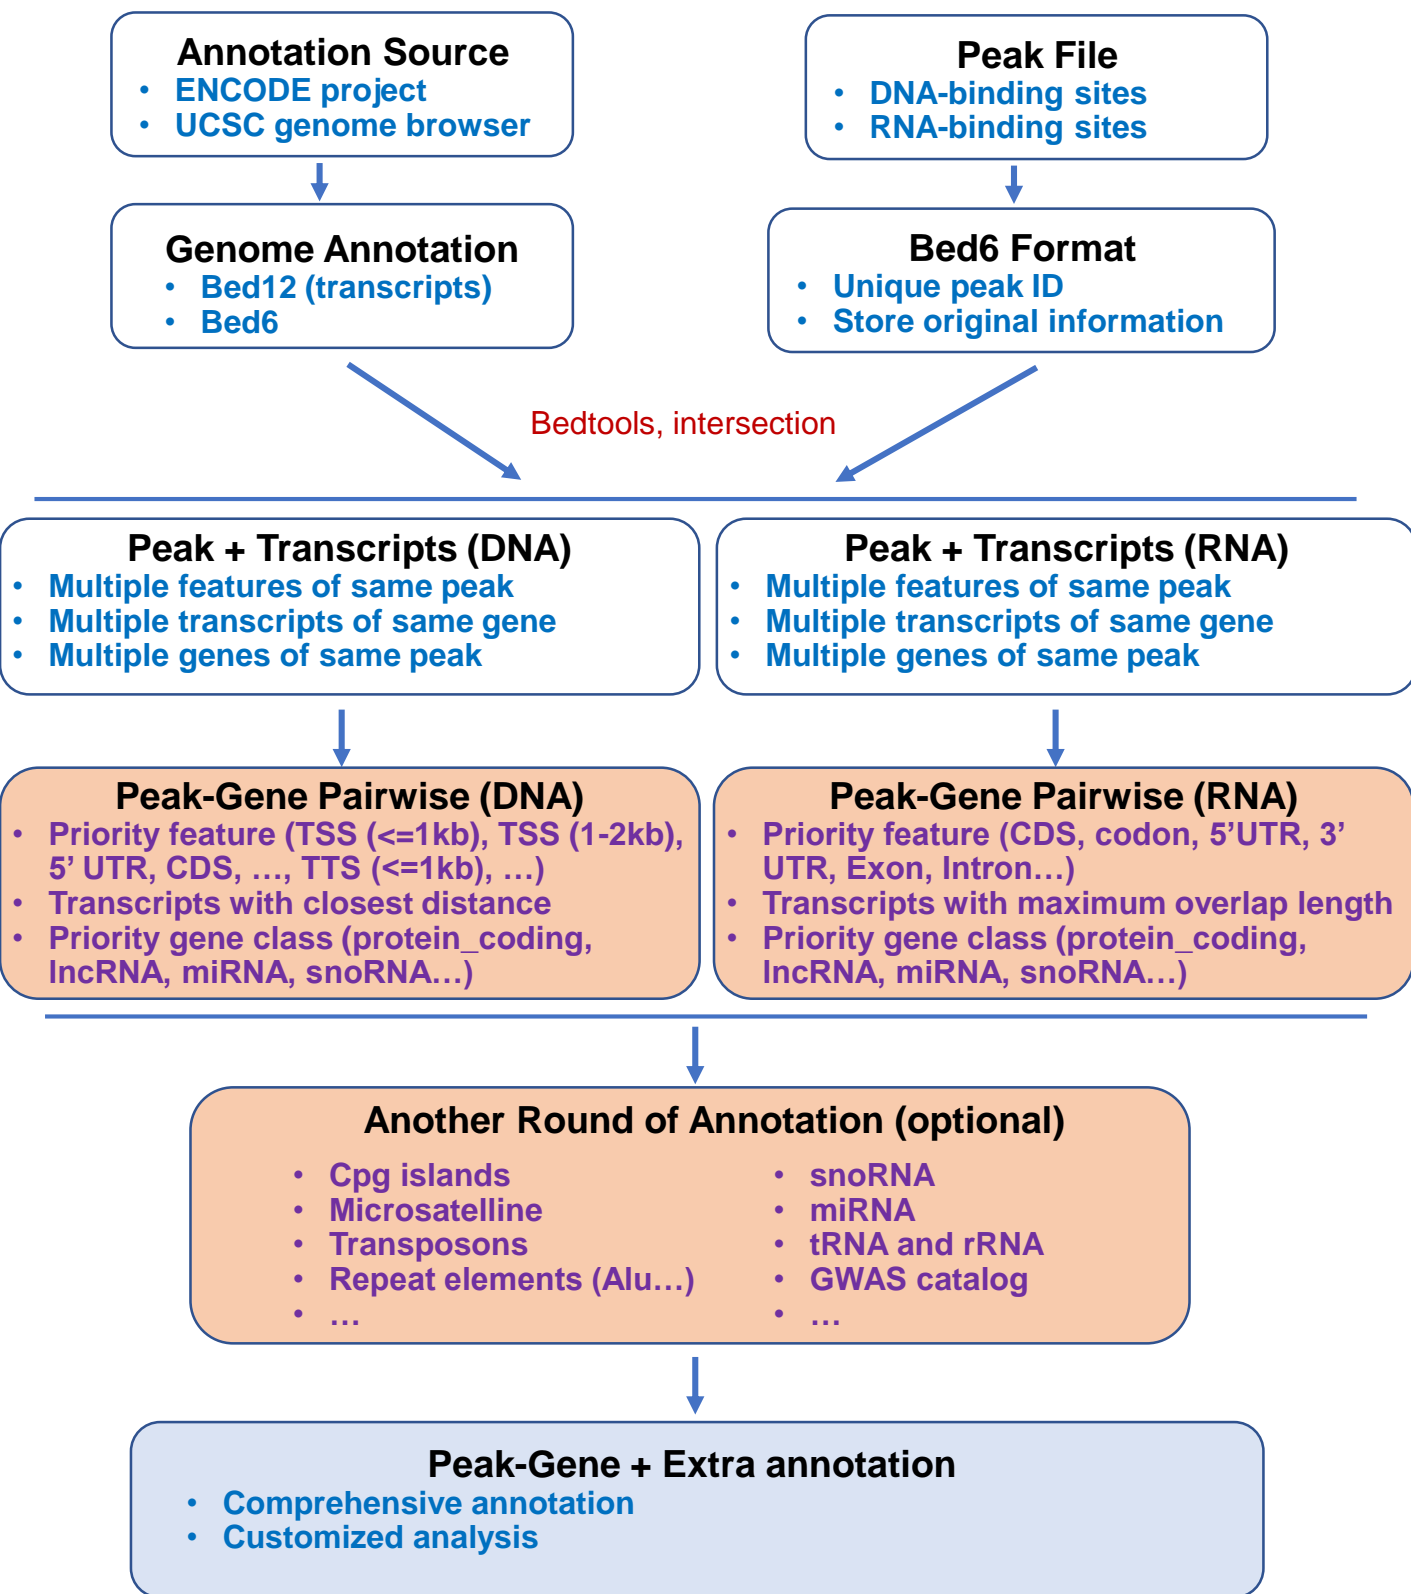 Annotation Source
• ENCODE project
• UCSC genome browser
Peak File
• DNA-binding sites
• RNA-binding sites
Genome Annotation
• Bed12 (transcripts)
• Bed6
Bed6 Format
• Unique peak ID
• Store original information
Bedtools, intersection
Peak + Transcripts (DNA)
• Multiple features of same peak
• Multiple transcripts of same gene
• Multiple genes of same peak
Peak + Transcripts (RNA)
• Multiple features of same peak
• Multiple transcripts of same gene
• Multiple genes of same peak
Peak-Gene Pairwise (DNA)
• Priority feature (TSS (<=1kb), TSS (1-2kb),
5’ UTR, CDS, …, TTS (<=1kb), …)
• Transcripts with closest distance
• Priority gene class (protein_coding,
lncRNA, miRNA, snoRNA…)
Peak-Gene Pairwise (RNA)
• Priority feature (CDS, codon, 5’UTR, 3’
UTR, Exon, Intron…)
• Transcripts with maximum overlap length
• Priority gene class (protein_coding,
lncRNA, miRNA, snoRNA…)
Another Round of Annotation (optional)
• Cpg islands
• Microsatelline
• Transposons
• Repeat elements (Alu…)
• …
• snoRNA
• miRNA
• tRNA and rRNA
• GWAS catalog
• …
Peak-Gene + Extra annotation
• Comprehensive annotation
• Customized analysis